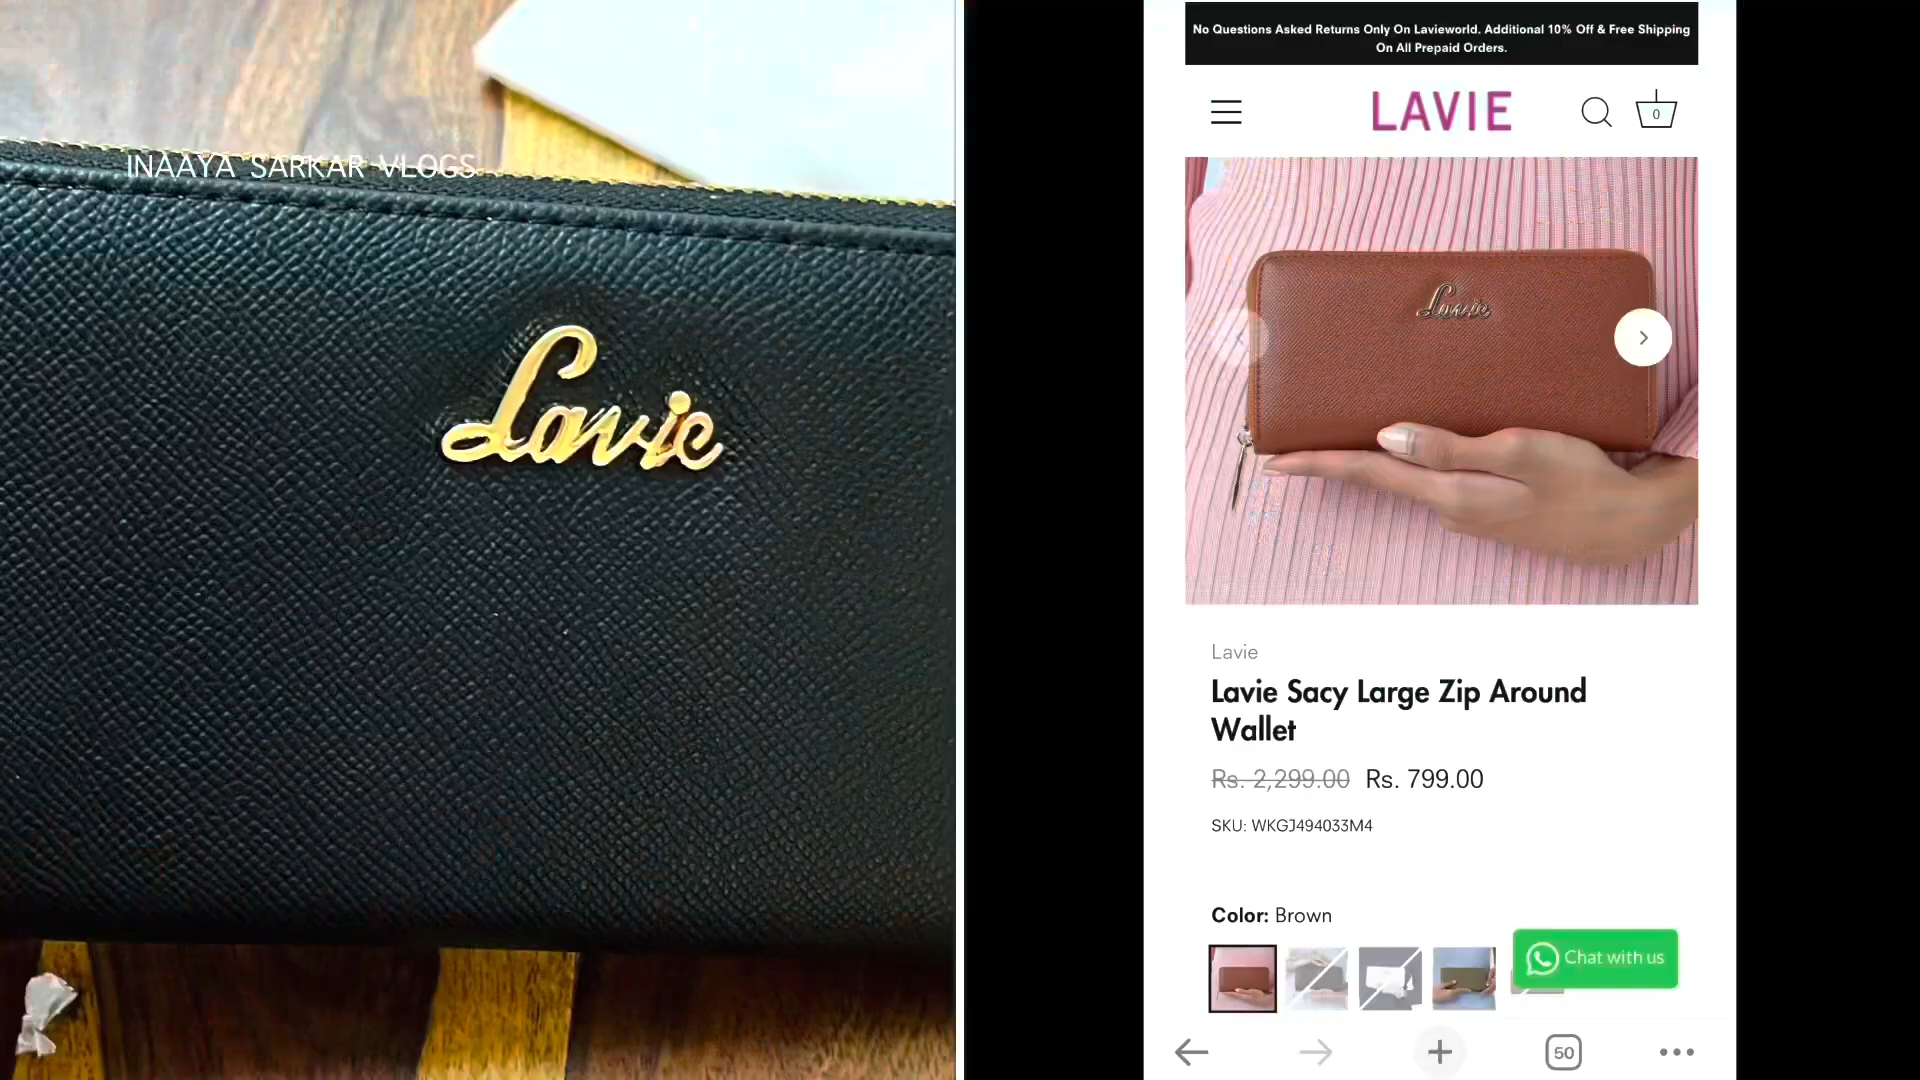 INAAYA SARKAR VLOGS
Lavie
No Questions Asked Returns Only On Lavieworld. Additional 10% Off & Free Shipping
On All Prepaid Orders.
LAVIE
0
Lavie
Lavie
Lavie Sacy Large Zip Around
Wallet
Rs. 2,299.00 Rs. 799.00
SKU: WKGJ494033M4
Color: Brown
Chat with us
50